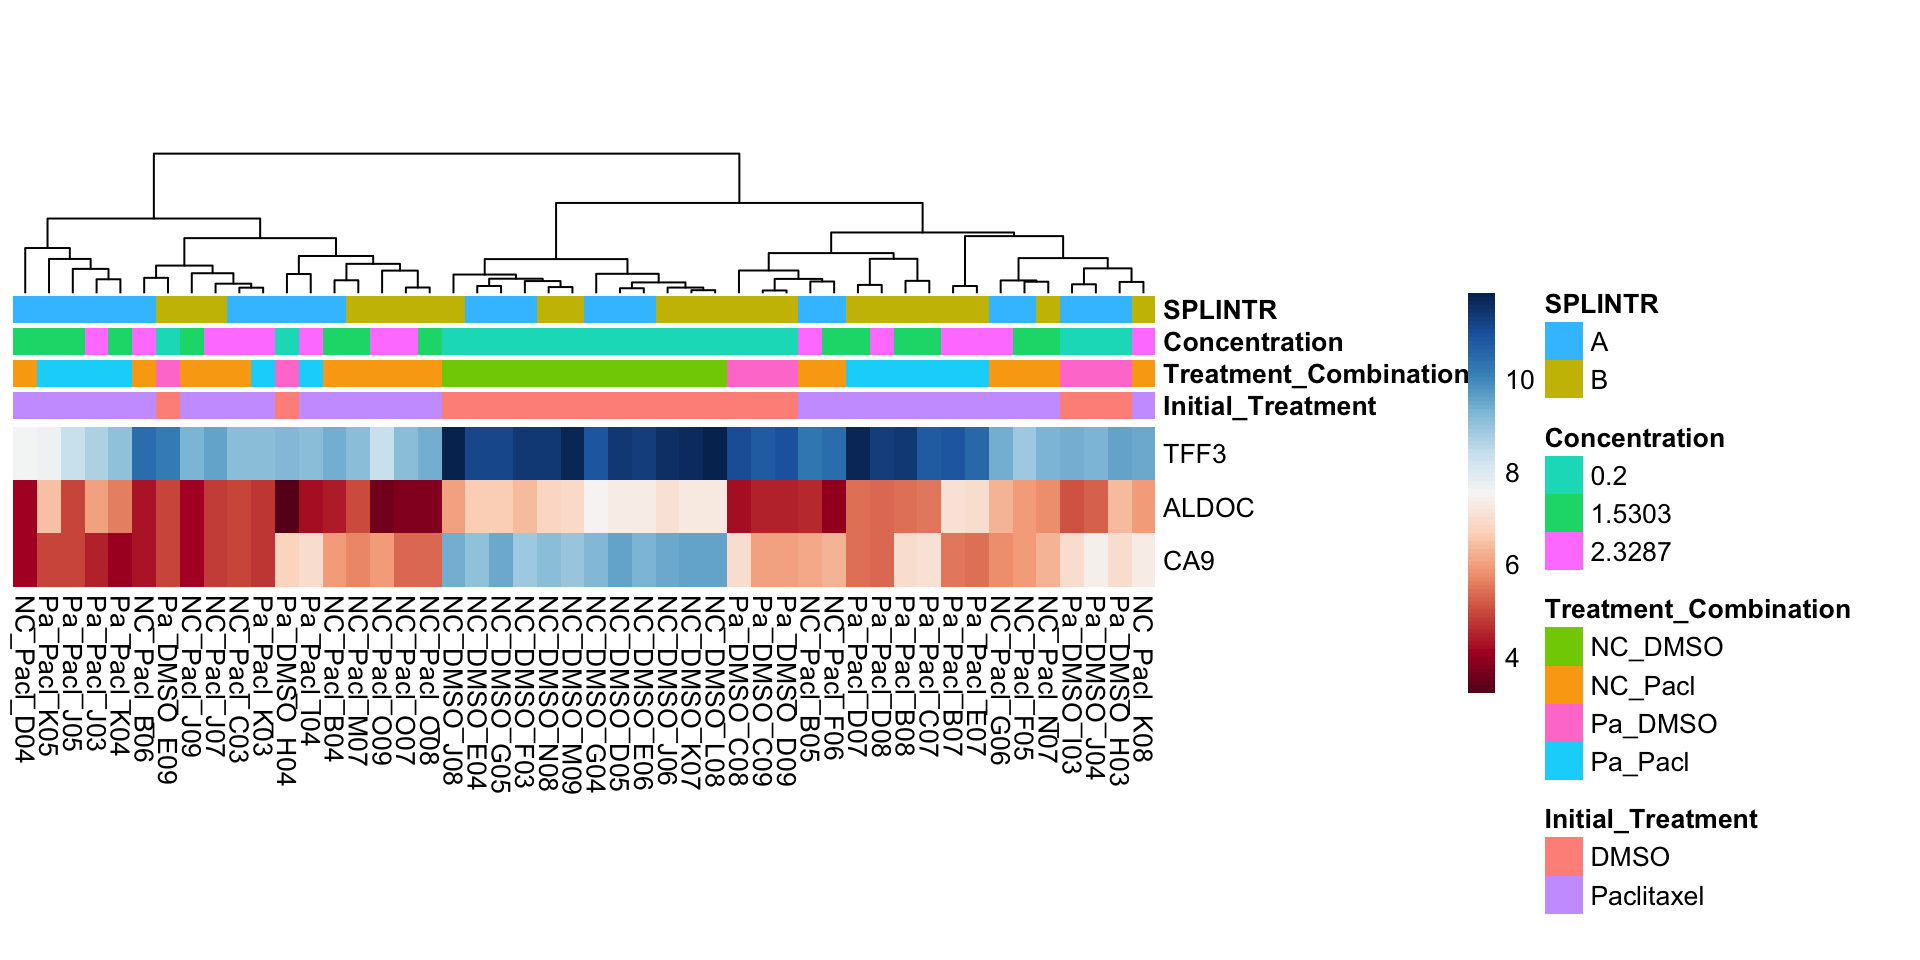 SPLINTR
Concentration
Treatment_Combination
Initial_Treatment
TFF3
ALDOC
CA9
NC_Pacl_D04
Pa_Pacl_K05
Pa_Pacl_J05
Pa_Pacl_J03
Pa_Pacl_K04
NC_Pacl_B06
Pa_DMSO_E09
NC_Pacl_J09
NC_Pacl_J07
NC_Pacl_C03
Pa_Pacl_K03
Pa_DMSO_H04
Pa_Pacl_I04
NC_Pacl_B04
NC_Pacl_M07
NC_Pacl_O09
NC_Pacl_O07
NC_Pacl_O08
NC_DMSO_J08
NC_DMSO_E04
NC_DMSO_G05
NC_DMSO_F03
NC_DMSO_N08
NC_DMSO_M09
NC_DMSO_G04
NC_DMSO_D05
NC_DMSO_E06
NC_DMSO_J06
NC_DMSO_K07
NC_DMSO_L08
Pa_DMSO_C08
Pa_DMSO_C09
Pa_DMSO_D09
NC_Pacl_B05
NC_Pacl_F06
Pa_Pacl_D07
Pa_Pacl_D08
Pa_Pacl_B08
Pa_Pacl_C07
Pa_Pacl_B07
Pa_Pacl_E07
NC_Pacl_G06
NC_Pacl_F05
NC_Pacl_N07
Pa_DMSO_I03
Pa_DMSO_J04
Pa_DMSO_H03
NC_Pacl_K08
10
8
6
4
SPLINTR
A
B
Concentration
0.2
1.5303
2.3287
Treatment_Combination
NC_DMSO
NC_Pacl
Pa_DMSO
Pa_Pacl
Initial_Treatment
DMSO
Paclitaxel